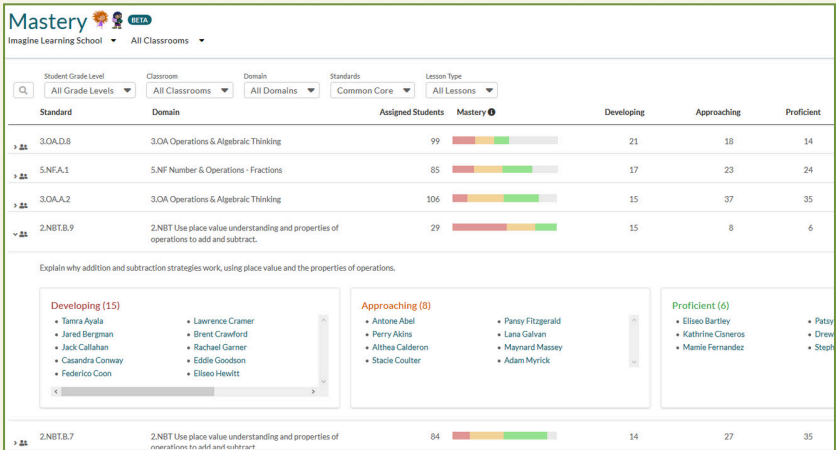 Mastery BETA
Imagine Learning School All Classrooms
Student Grade Level Classroom Domain Standards Lesson Type
All Grade Levels All Classrooms All Domains Common Core All Lessons
Standard Domain Assigned Students Mastery Developing Approaching Proficient
3.OA.D.8 3.OA Operations & Algebraic Thinking 99 21 18 14
5.NF.A.1 5.NF Number & Operations - Fractions 85 17 23 24
3.OA.A.2 3.OA Operations & Algebraic Thinking 106 15 37 35
2.NBT.B.9 2.NBT Use place value understanding and properties of 29 15 8 6
operations to add and subtract.
Explain why addition and subtraction strategies work, using place value and the properties of operations.
Developing (15) Approaching (8) Proficient (6)
• Tamra Ayala • Lawrence Cramer • Antone Abel • Pansy Fitzgerald • Eliseo Bartley • Patsy
• Jared Bergman • Brent Crawford • Perry Akins • Lana Galvan • Kathrine Cisneros • Drew
• Jack Callahan • Rachael Garner • Althea Calderon • Maynard Massey • Mamie Fernandez • Steph
• Casandra Conway • Eddie Goodson • Stacie Coulter • Adam Myrick
• Federico Coon • Eliseo Hewitt
2.NBT.B.7 2.NBT Use place value understanding and properties of 84 14 27 35
operations to add and subtract.